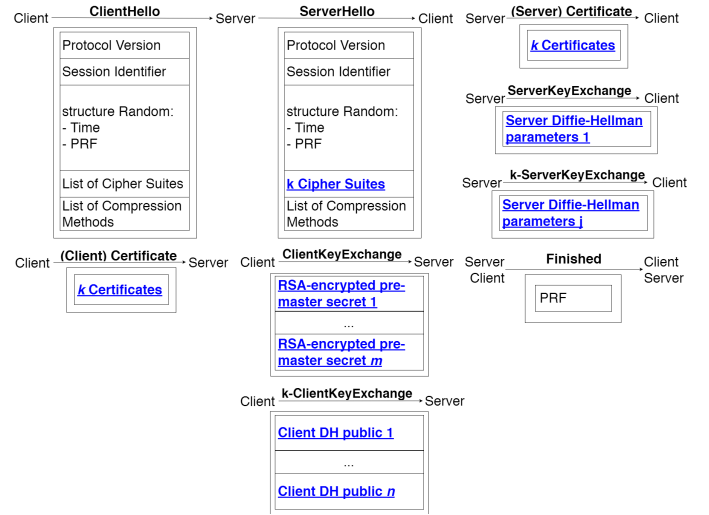 ClientHello
Client Server
Protocol Version
Session Identifier
structure Random:
- Time
- PRF
List of Cipher Suites
List of Compression
Methods
ServerHello
Server Client
Protocol Version
Session Identifier
structure Random:
- Time
- PRF
k Cipher Suites
List of Compression
Methods
(Server) Certificate
Server Client
k Certificates
ServerKeyExchange
Server Client
Server Diffie-Hellman
parameters 1
k-ServerKeyExchange
Server Client
Server Diffie-Hellman
parameters j
(Client) Certificate
Client Server
k Certificates
ClientKeyExchange
Client Server
RSA-encrypted pre-
master secret 1
...
RSA-encrypted pre-
master secret m
Finished
Server Client
Client Server
PRF
k-ClientKeyExchange
Client Server
Client DH public 1
...
Client DH public n